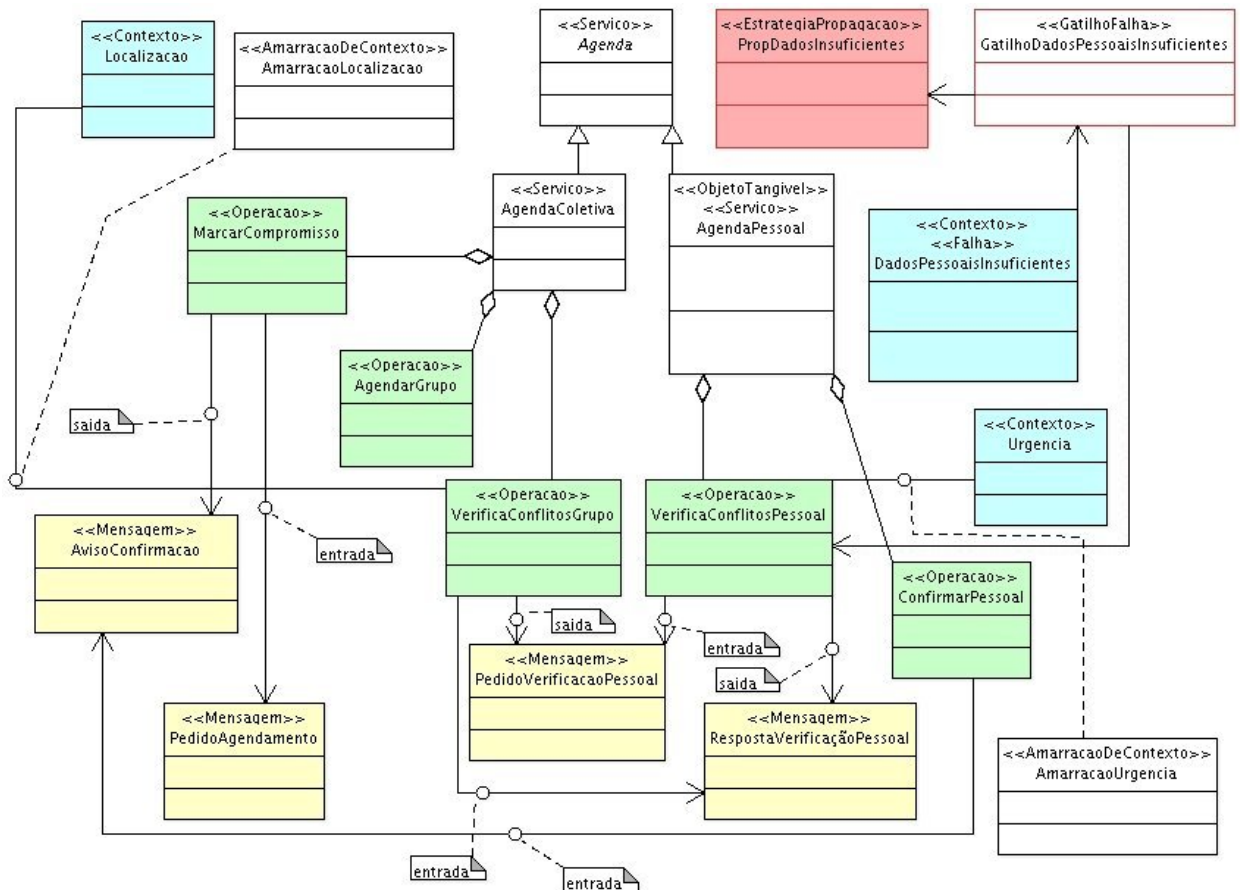 <<Contexto>>
Localizacao
<<AmarracaoDeContexto>>
AmarracaoLocalizacao
<<Servico>>
Agenda
<<EstrategiaPropagacao>>
PropDadosInsuficientes
<<GatilhoFalha>>
GatilhoDadosPessoaisInsuficientes
<<Operacao>>
MarcarCompromisso
<<Servico>>
AgendaColetiva
<<ObjetoTangivel>>
<<Servico>>
AgendaPessoal
<<Contexto>>
<<Falha>>
DadosPessoaisInsuficientes
<<Operacao>>
AgendarGrupo
saida
<<Contexto>>
Urgencia
<<Operacao>>
VerificaConflitosGrupo
<<Operacao>>
VerificaConflitosPessoal
<<Mensagem>>
AvisoConfirmacao
entrada
<<Operacao>>
ConfirmarPessoal
saida
entrada
<<Mensagem>>
PedidoVerificacaoPessoal
saida
<<Mensagem>>
PedidoAgendamento
<<Mensagem>>
RespostaVerificaçãoPessoal
<<AmarracaoDeContexto>>
AmarracaoUrgencia
entrada
entrada